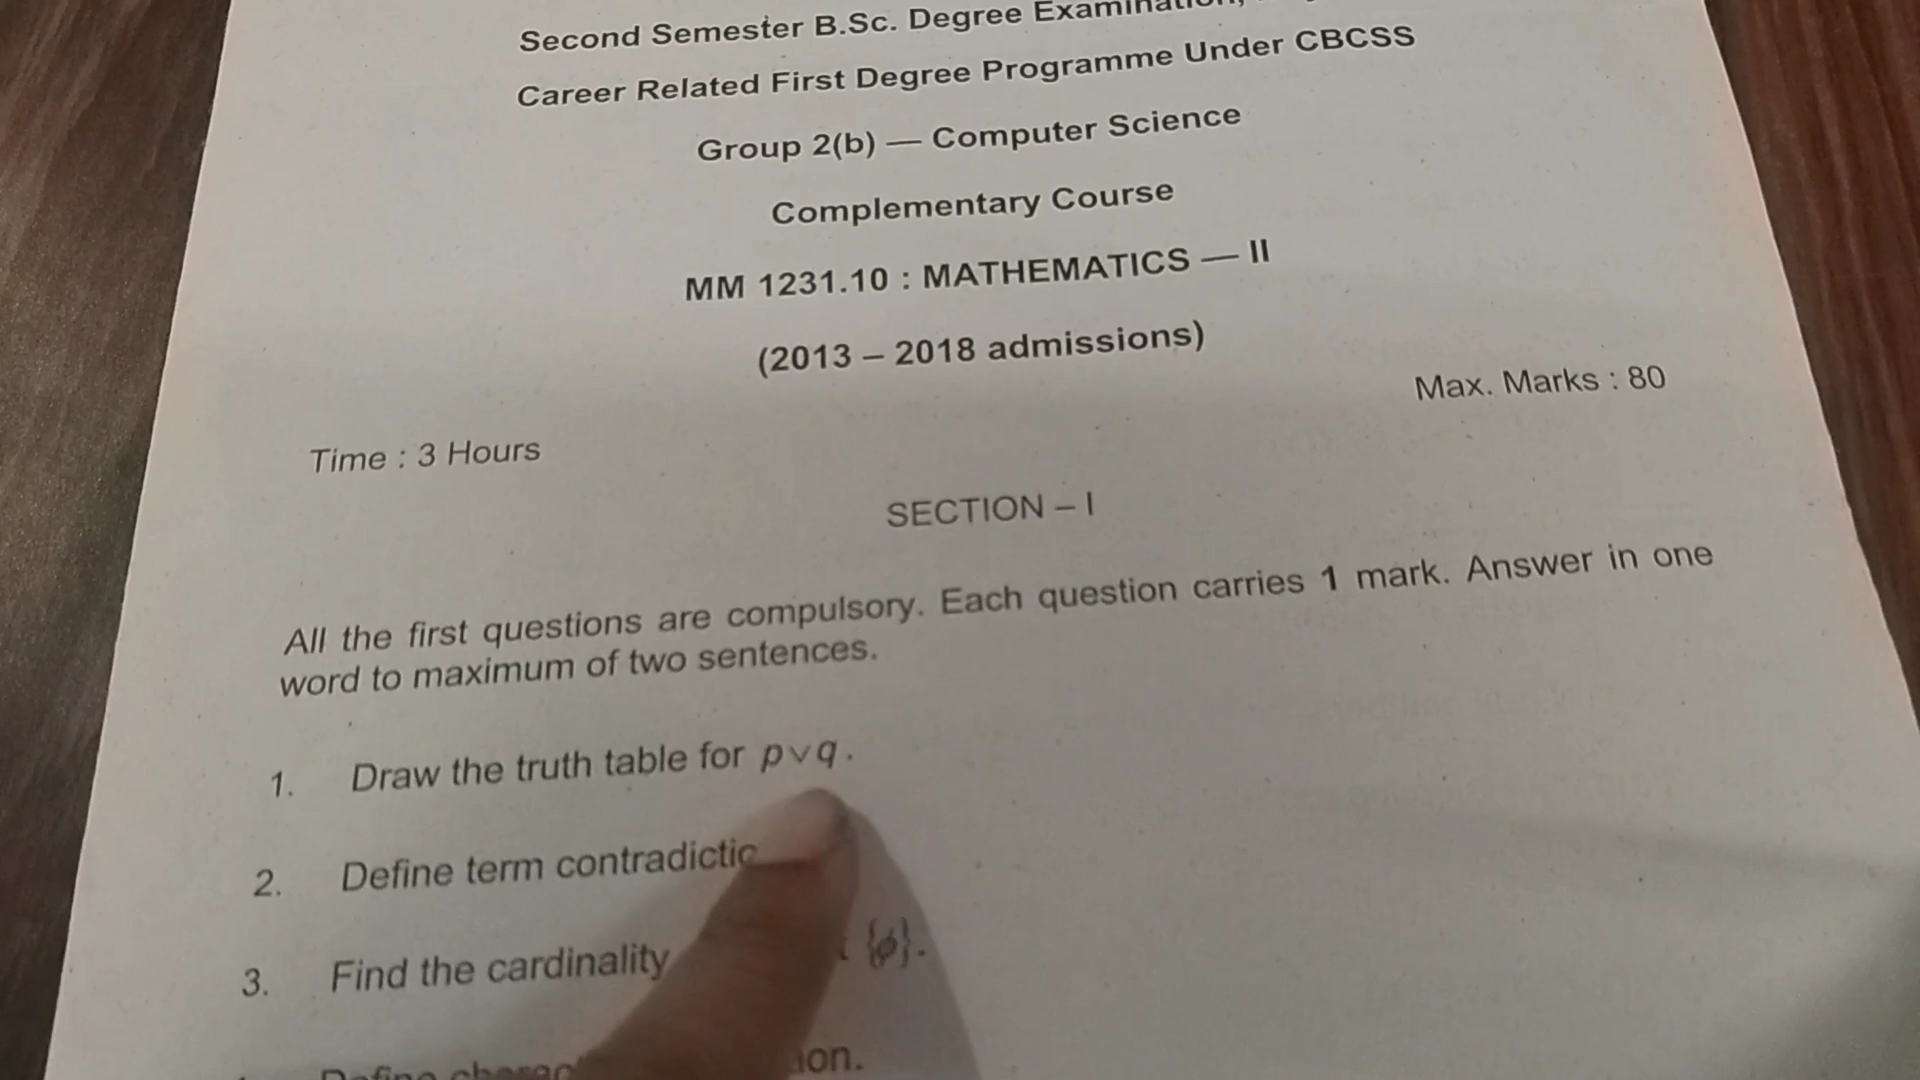 Second Semester B.Sc. Degree Examination,
Career Related First Degree Programme Under CBCSS
Group 2(b) — Computer Science
Complementary Course
MM 1231.10 : MATHEMATICS — II
(2013 – 2018 admissions)
Max. Marks : 80
Time : 3 Hours
SECTION – I
All the first questions are compulsory. Each question carries 1 mark. Answer in one
word to maximum of two sentences.
1. Draw the truth table for p∨q.
2. Define term
3. Find the cardinality {ϕ}.
Define